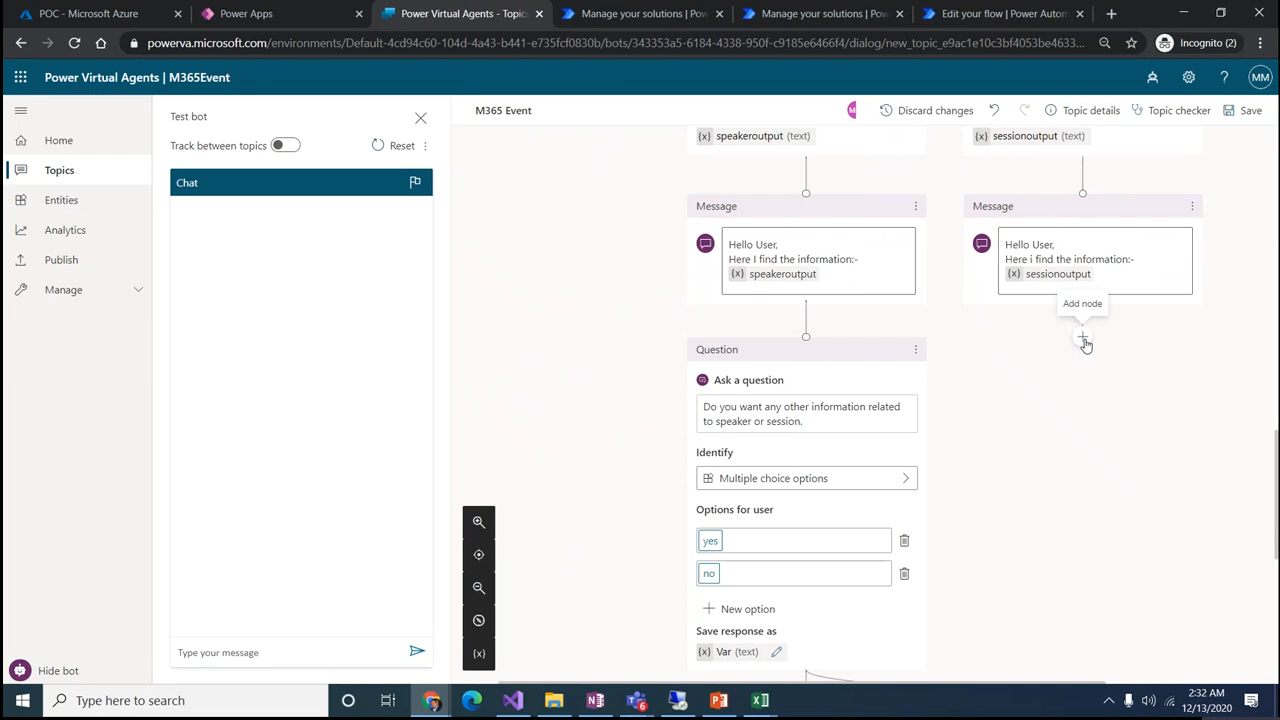 POC - Microsoft Azure
Power Apps
Power Virtual Agents - Topics
Manage your solutions | Pow
Manage your solutions | Pow
Edit your flow | Power Autom
powerva.microsoft.com/environments/Default-4cd94c60-104d-4a43-b441-e735fcf0830b/bots/343353a5-6184-4338-950f-c9185e6466f4/dialog/new_topic_e9ac1e10c3bf4053be4633...
Incognito (2)
Power Virtual Agents | M365Event
MM
Home
Topics
Entities
Analytics
Publish
Manage
Hide bot
Test bot
Track between topics
Reset
Chat
Type your message
M365 Event
M
Discard changes
Topic details
Topic checker
Save
{x} speakeroutput (text)
{x} sessionoutput (text)
Message
Hello User,
Here I find the information:-
{x} speakeroutput
Message
Hello User,
Here i find the information:-
{x} sessionoutput
Add node
Question
Ask a question
Do you want any other information related
to speaker or session.
Identify
Multiple choice options
Options for user
yes
no
New option
Save response as
{x} Var (text)
{x}
Type here to search
2:32 AM
12/13/2020